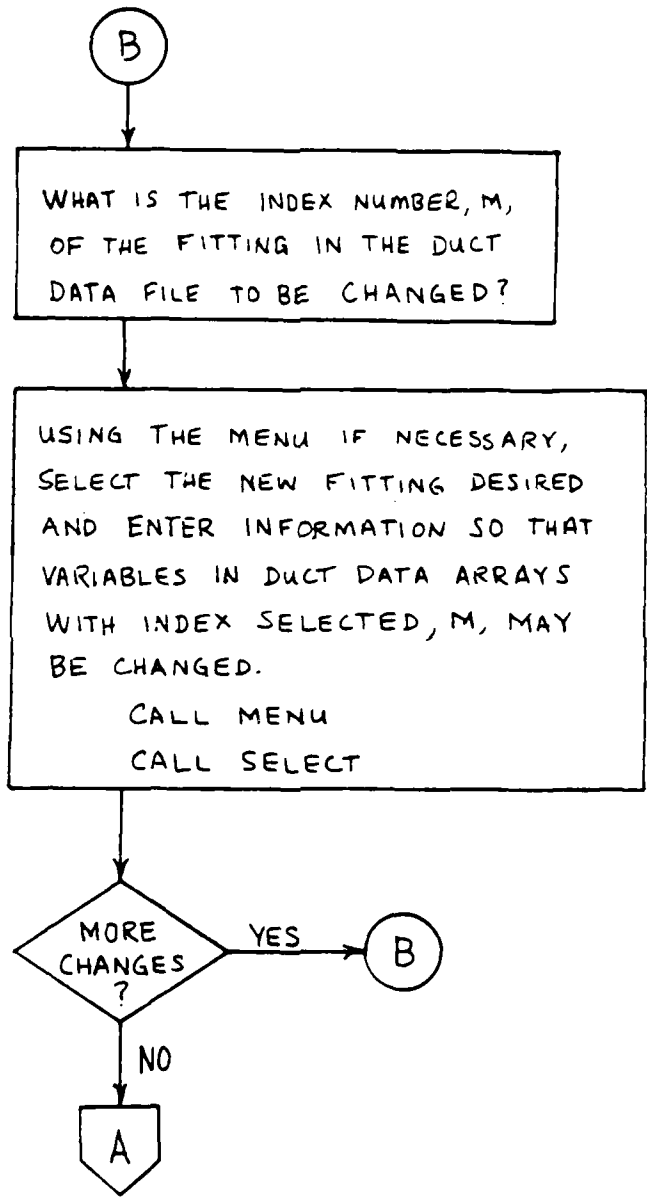 B
WHAT IS THE INDEX NUMBER, M,
OF THE FITTING IN THE DUCT
DATA FILE TO BE CHANGED?
USING THE MENU IF NECESSARY,
SELECT THE NEW FITTING DESIRED
AND ENTER INFORMATION SO THAT
VARIABLES IN DUCT DATA ARRAYS
WITH INDEX SELECTED, M, MAY
BE CHANGED.
CALL MENU
CALL SELECT
MORE
CHANGES
?
YES
B
NO
A